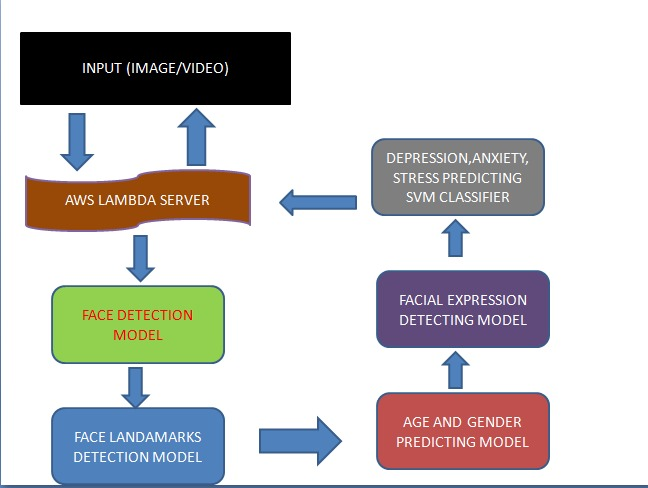 INPUT (IMAGE/VIDEO)
AWS LAMBDA SERVER
FACE DETECTION
MODEL
FACE LANDAMARKS
DETECTION MODEL
AGE AND GENDER
PREDICTING MODEL
FACIAL EXPRESSION
DETECTING MODEL
DEPRESSION,ANXIETY,
STRESS PREDICTING
SVM CLASSIFIER